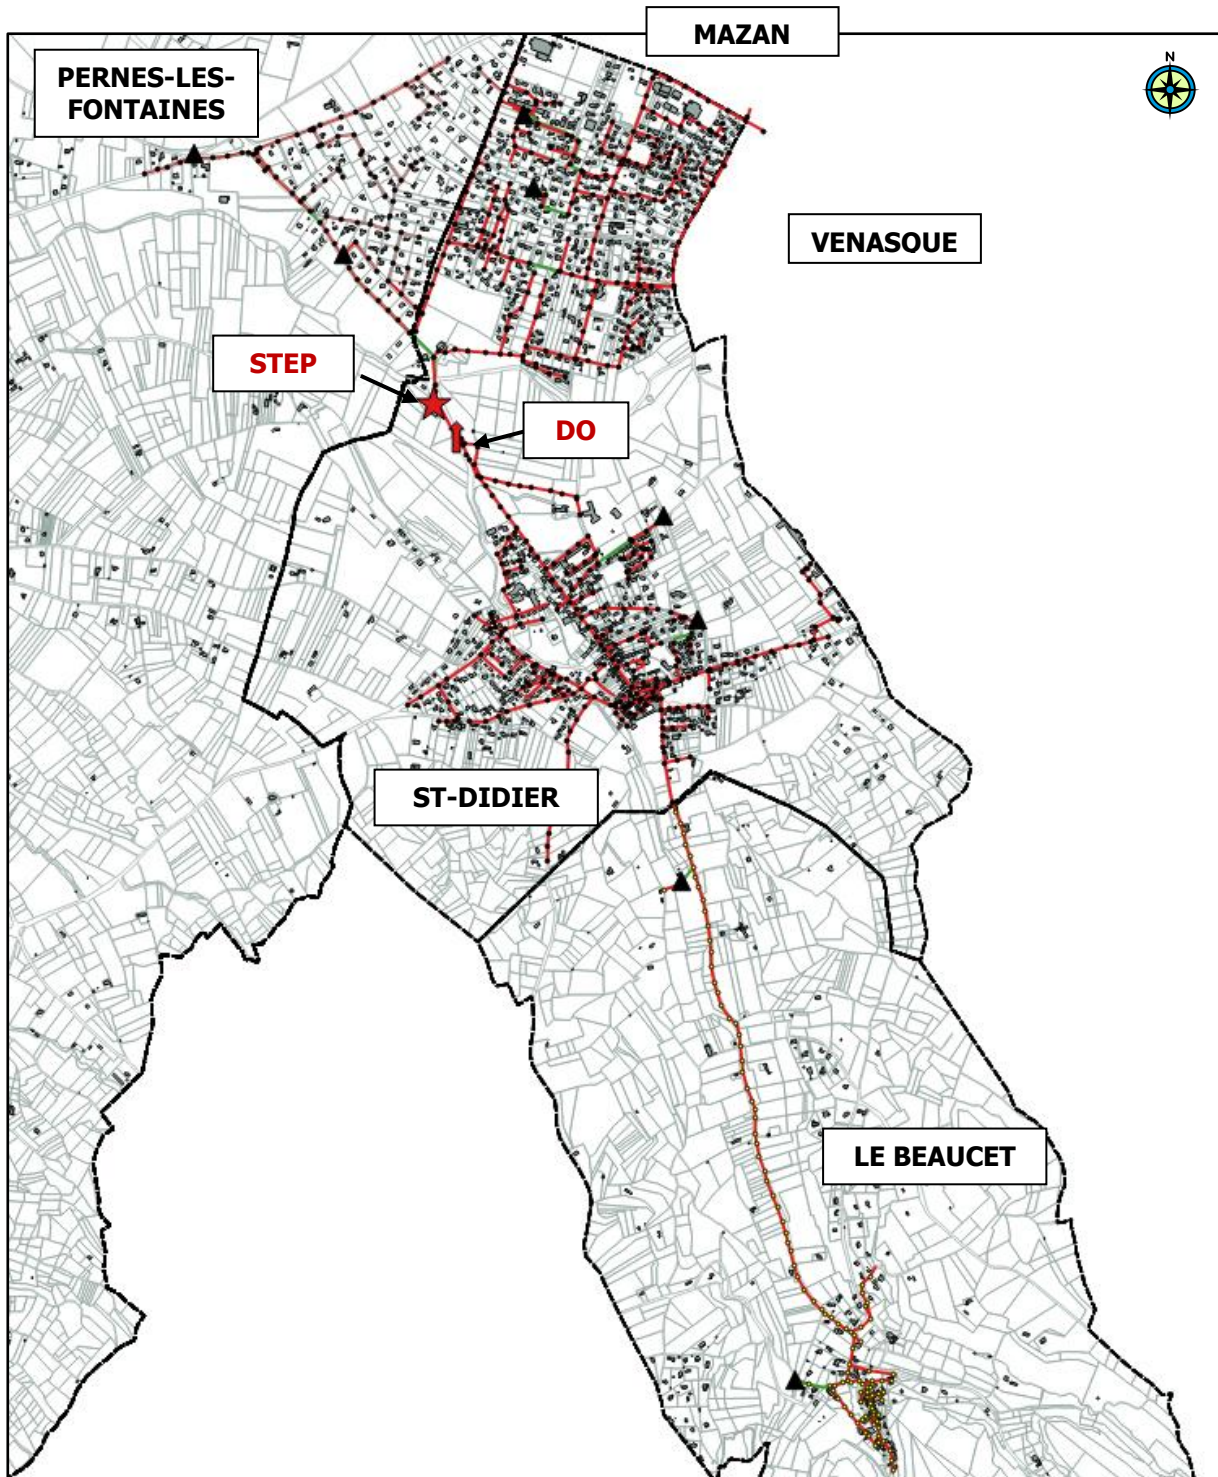 MAZAN
N
PERNES-LES-
FONTAINES
VENASQUE
STEP
DO
ST-DIDIER
LE BEAUCET